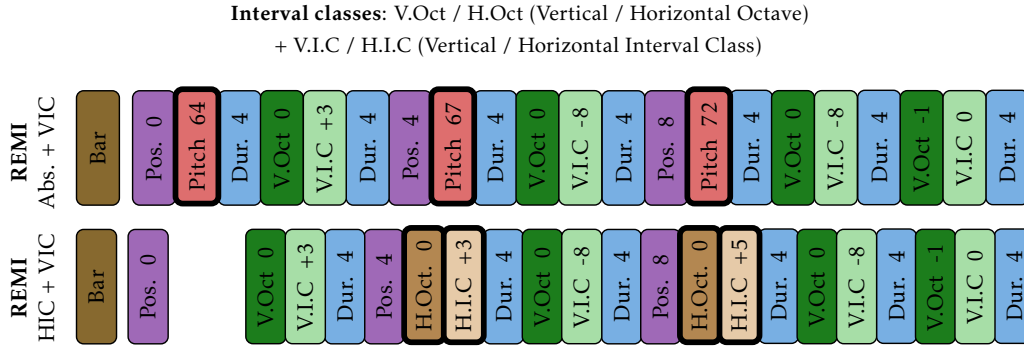 Interval classes: V.Oct / H.Oct (Vertical / Horizontal Octave)
+ V.I.C / H.I.C (Vertical / Horizontal Interval Class)
REMI
Abs. + VIC
Bar
Pos. 0
Pitch 64
Dur. 4
V.Oct 0
V.I.C +3
Dur. 4
Pos. 4
Pitch 67
Dur. 4
V.Oct 0
V.I.C -8
Dur. 4
Pos. 8
Pitch 72
Dur. 4
V.Oct 0
V.I.C -8
Dur. 4
V.Oct -1
V.I.C 0
Dur. 4
REMI
HIC + VIC
Bar
Pos. 0
V.Oct 0
V.I.C +3
Dur. 4
Pos. 4
H.Oct. 0
H.I.C +3
Dur. 4
V.Oct 0
V.I.C -8
Dur. 4
Pos. 8
H.Oct. 0
H.I.C +5
Dur. 4
V.Oct 0
V.I.C -8
Dur. 4
V.Oct -1
V.I.C 0
Dur. 4